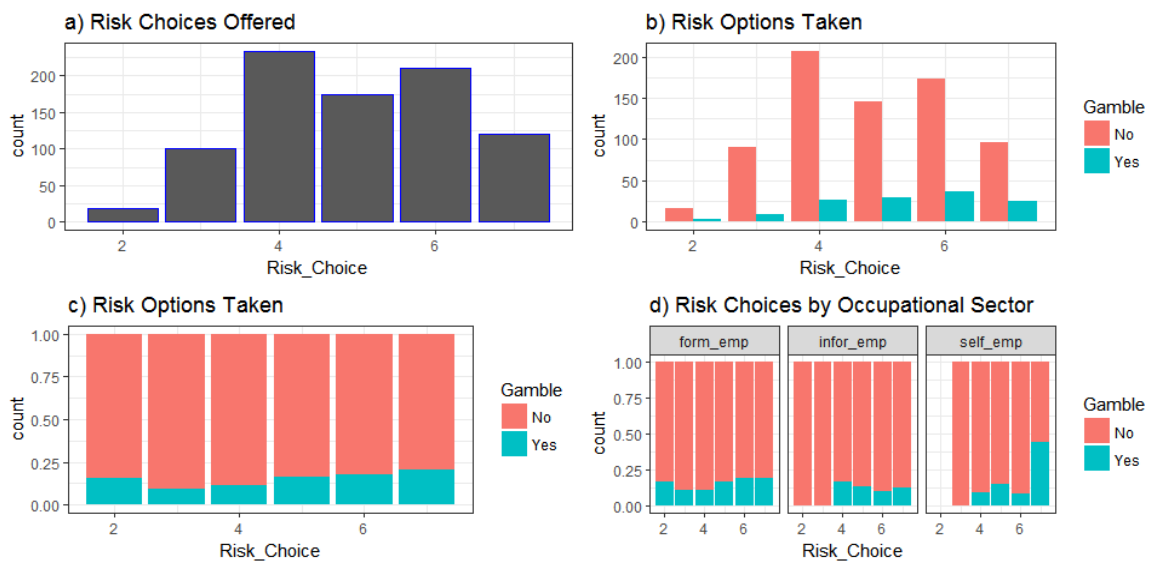 a) Risk Choices Offered
count
200
150
100
50
0
2 4 6
Risk_Choice
b) Risk Options Taken
count
200
150
100
50
0
2 4 6
Risk_Choice
Gamble
No
Yes
c) Risk Options Taken
count
1.00
0.75
0.50
0.25
0.00
2 4 6
Risk_Choice
Gamble
No
Yes
d) Risk Choices by Occupational Sector
form_emp infor_emp self_emp
count
1.00
0.75
0.50
0.25
0.00
2 4 6 2 4 6 2 4 6
Risk_Choice
Gamble
No
Yes